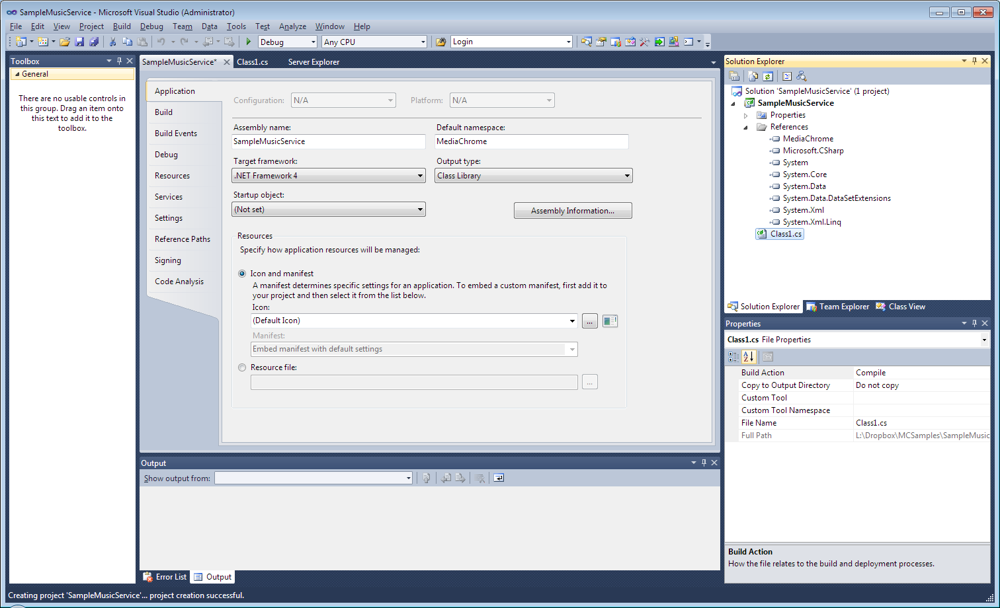 SampleMusicService - Microsoft Visual Studio (Administrator)
File Edit View Project Build Debug Team Data Tools Test Analyze Window Help
Debug Any CPU Login
Toolbox
General
There are no usable controls in
this group. Drag an item onto
this text to add it to the
toolbox.
SampleMusicService* Class1.cs Server Explorer
Application
Build
Build Events
Debug
Resources
Services
Settings
Reference Paths
Signing
Code Analysis
Configuration: N/A Platform: N/A
Assembly name: Default namespace:
SampleMusicService MediaChrome
Target framework: Output type:
.NET Framework 4 Class Library
Startup object:
(Not set) Assembly Information...
Resources
Specify how application resources will be managed:
Icon and manifest
A manifest determines specific settings for an application. To embed a custom manifest, first add it to
your project and then select it from the list below.
Icon:
(Default Icon) ...
Manifest:
Embed manifest with default settings
Resource file:
...
Output
Show output from:
Error List Output
Solution Explorer
Solution 'SampleMusicService' (1 project)
SampleMusicService
Properties
References
MediaChrome
Microsoft.CSharp
System
System.Core
System.Data
System.Data.DataSetExtensions
System.Xml
System.Xml.Linq
Class1.cs
Solution Explorer Team Explorer Class View
Properties
Class1.cs File Properties
Build Action Compile
Copy to Output Directory Do not copy
Custom Tool
Custom Tool Namespace
File Name Class1.cs
Full Path L:\Dropbox\MCSamples\SampleMusic
Build Action
How the file relates to the build and deployment processes.
Creating project 'SampleMusicService'... project creation successful.